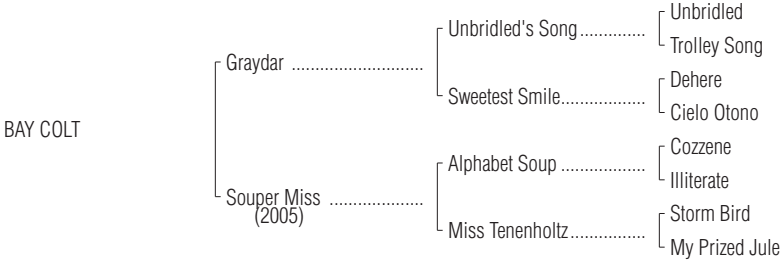 Unbridled
Unbridled's Song..............
Trolley Song
Graydar ............................
Dehere
Sweetest Smile..................
Cielo Otono
BAY COLT
Cozzene
Alphabet Soup ..................
Illiterate
Souper Miss ....................
(2005)
Storm Bird
Miss Tenenholtz................
My Prized Jule